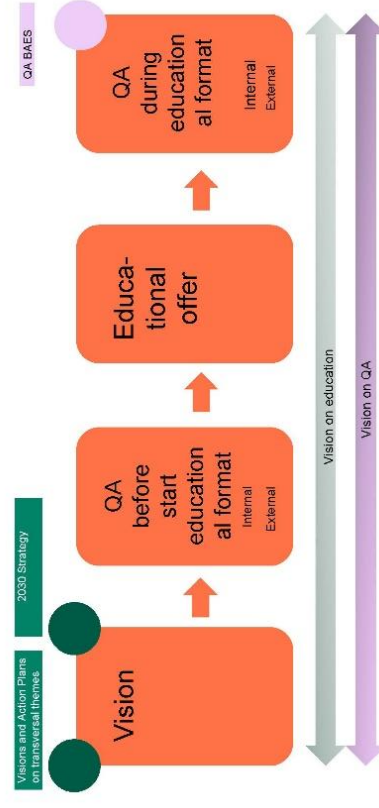 Visions and Action Plans
on transversal themes
2030 Strategy
QA BAES
Vision
QA
before
start
education
al format
Internal
External
Educa-
tional
offer
QA
during
education
al format
Internal
External
Vision on education
Vision on QA